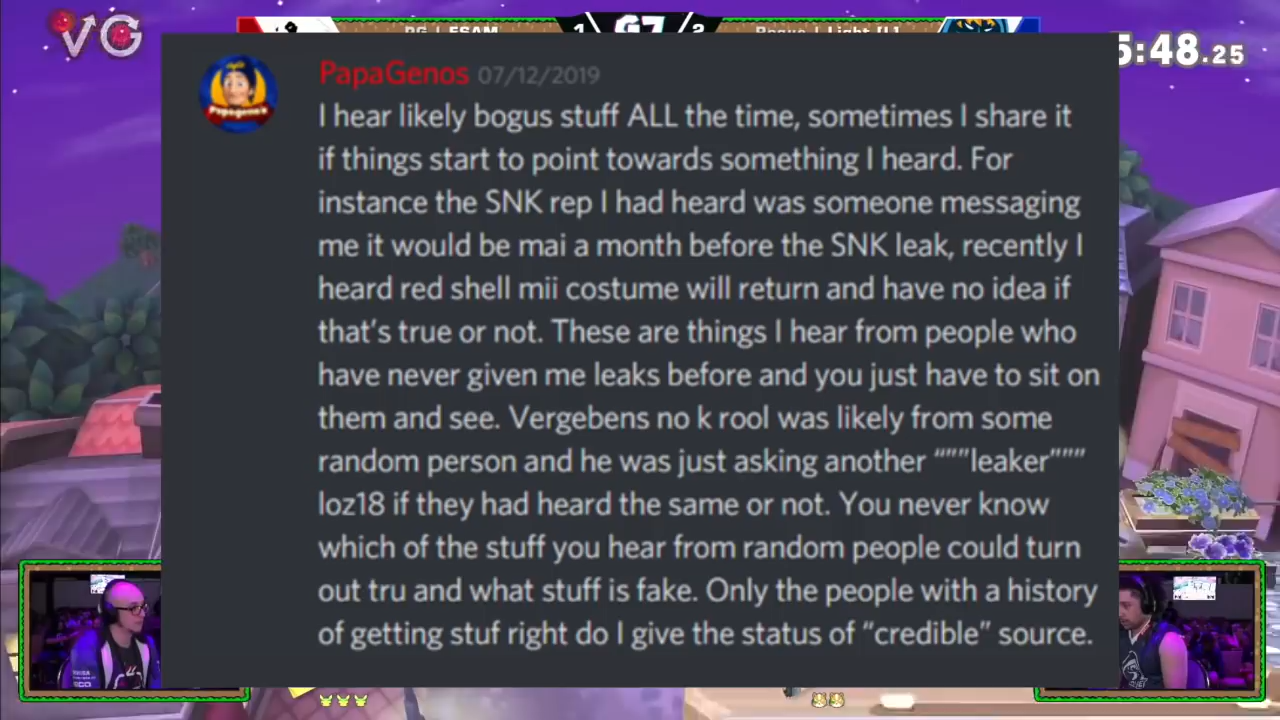 VG
PG | ESAM 1 G7 2 Rogue | Light [L]
5:48.25
PapaGenos 07/12/2019
I hear likely bogus stuff ALL the time, sometimes I share it
if things start to point towards something I heard. For
instance the SNK rep I had heard was someone messaging
me it would be mai a month before the SNK leak, recently I
heard red shell mii costume will return and have no idea if
that's true or not. These are things I hear from people who
have never given me leaks before and you just have to sit on
them and see. Vergebens no k rool was likely from some
random person and he was just asking another “""leaker"""
loz18 if they had heard the same or not. You never know
which of the stuff you hear from random people could turn
out tru and what stuff is fake. Only the people with a history
of getting stuf right do I give the status of “credible” source.